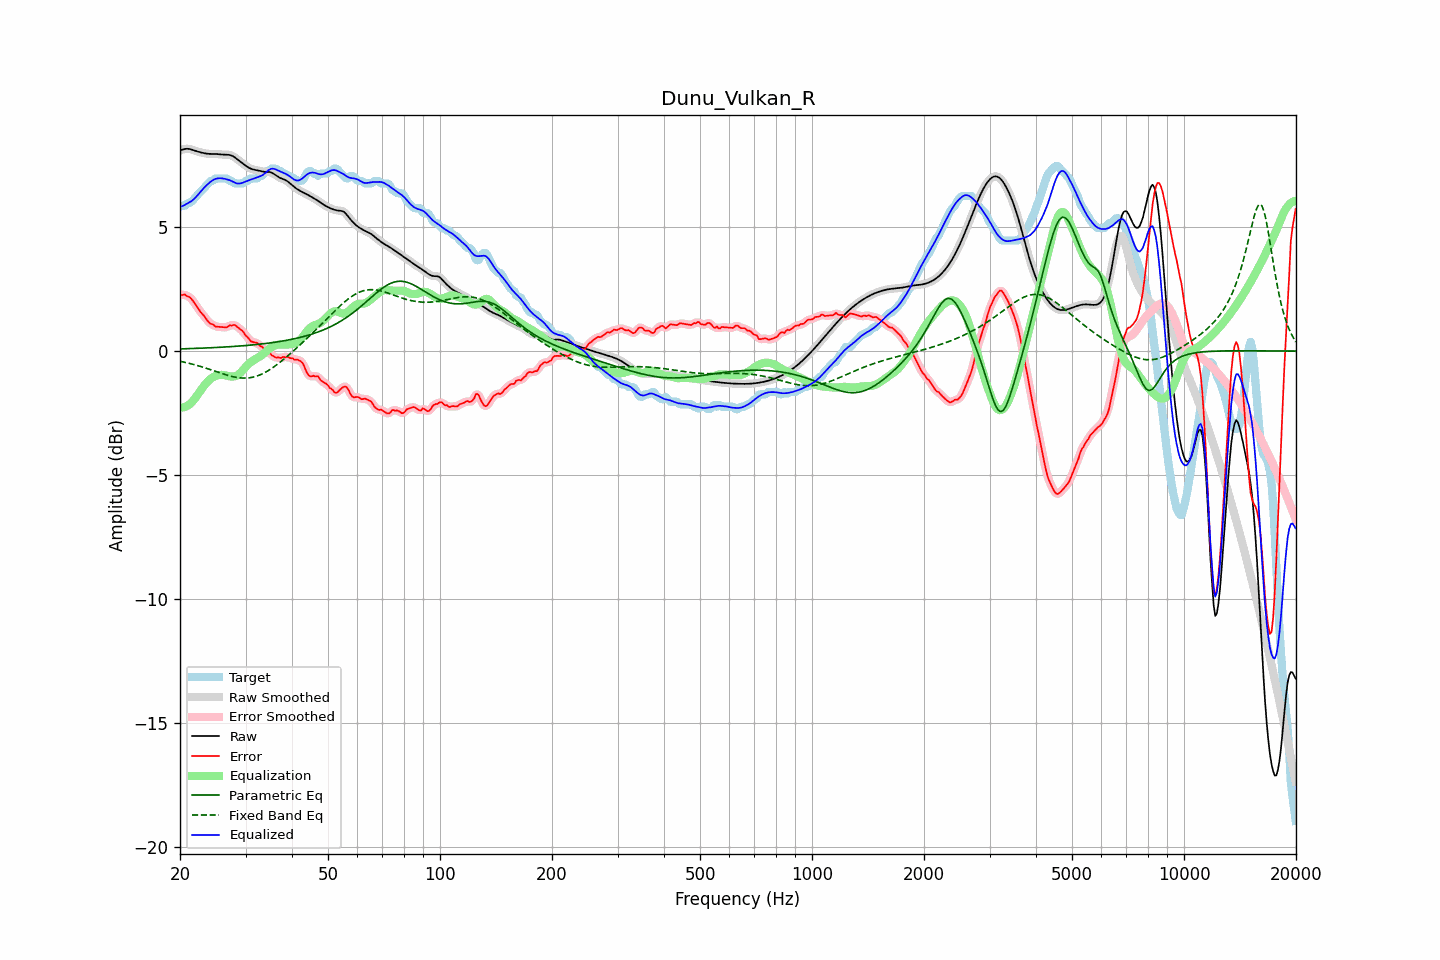 Dunu_Vulkan_R
Amplitude (dBr)
5
0
−5
−10
−15
−20
Target
Raw Smoothed
Error Smoothed
Raw
Error
Equalization
Parametric Eq
Fixed Band Eq
Equalized
20 50 100 200 500 1000 2000 5000 10000 20000
Frequency (Hz)